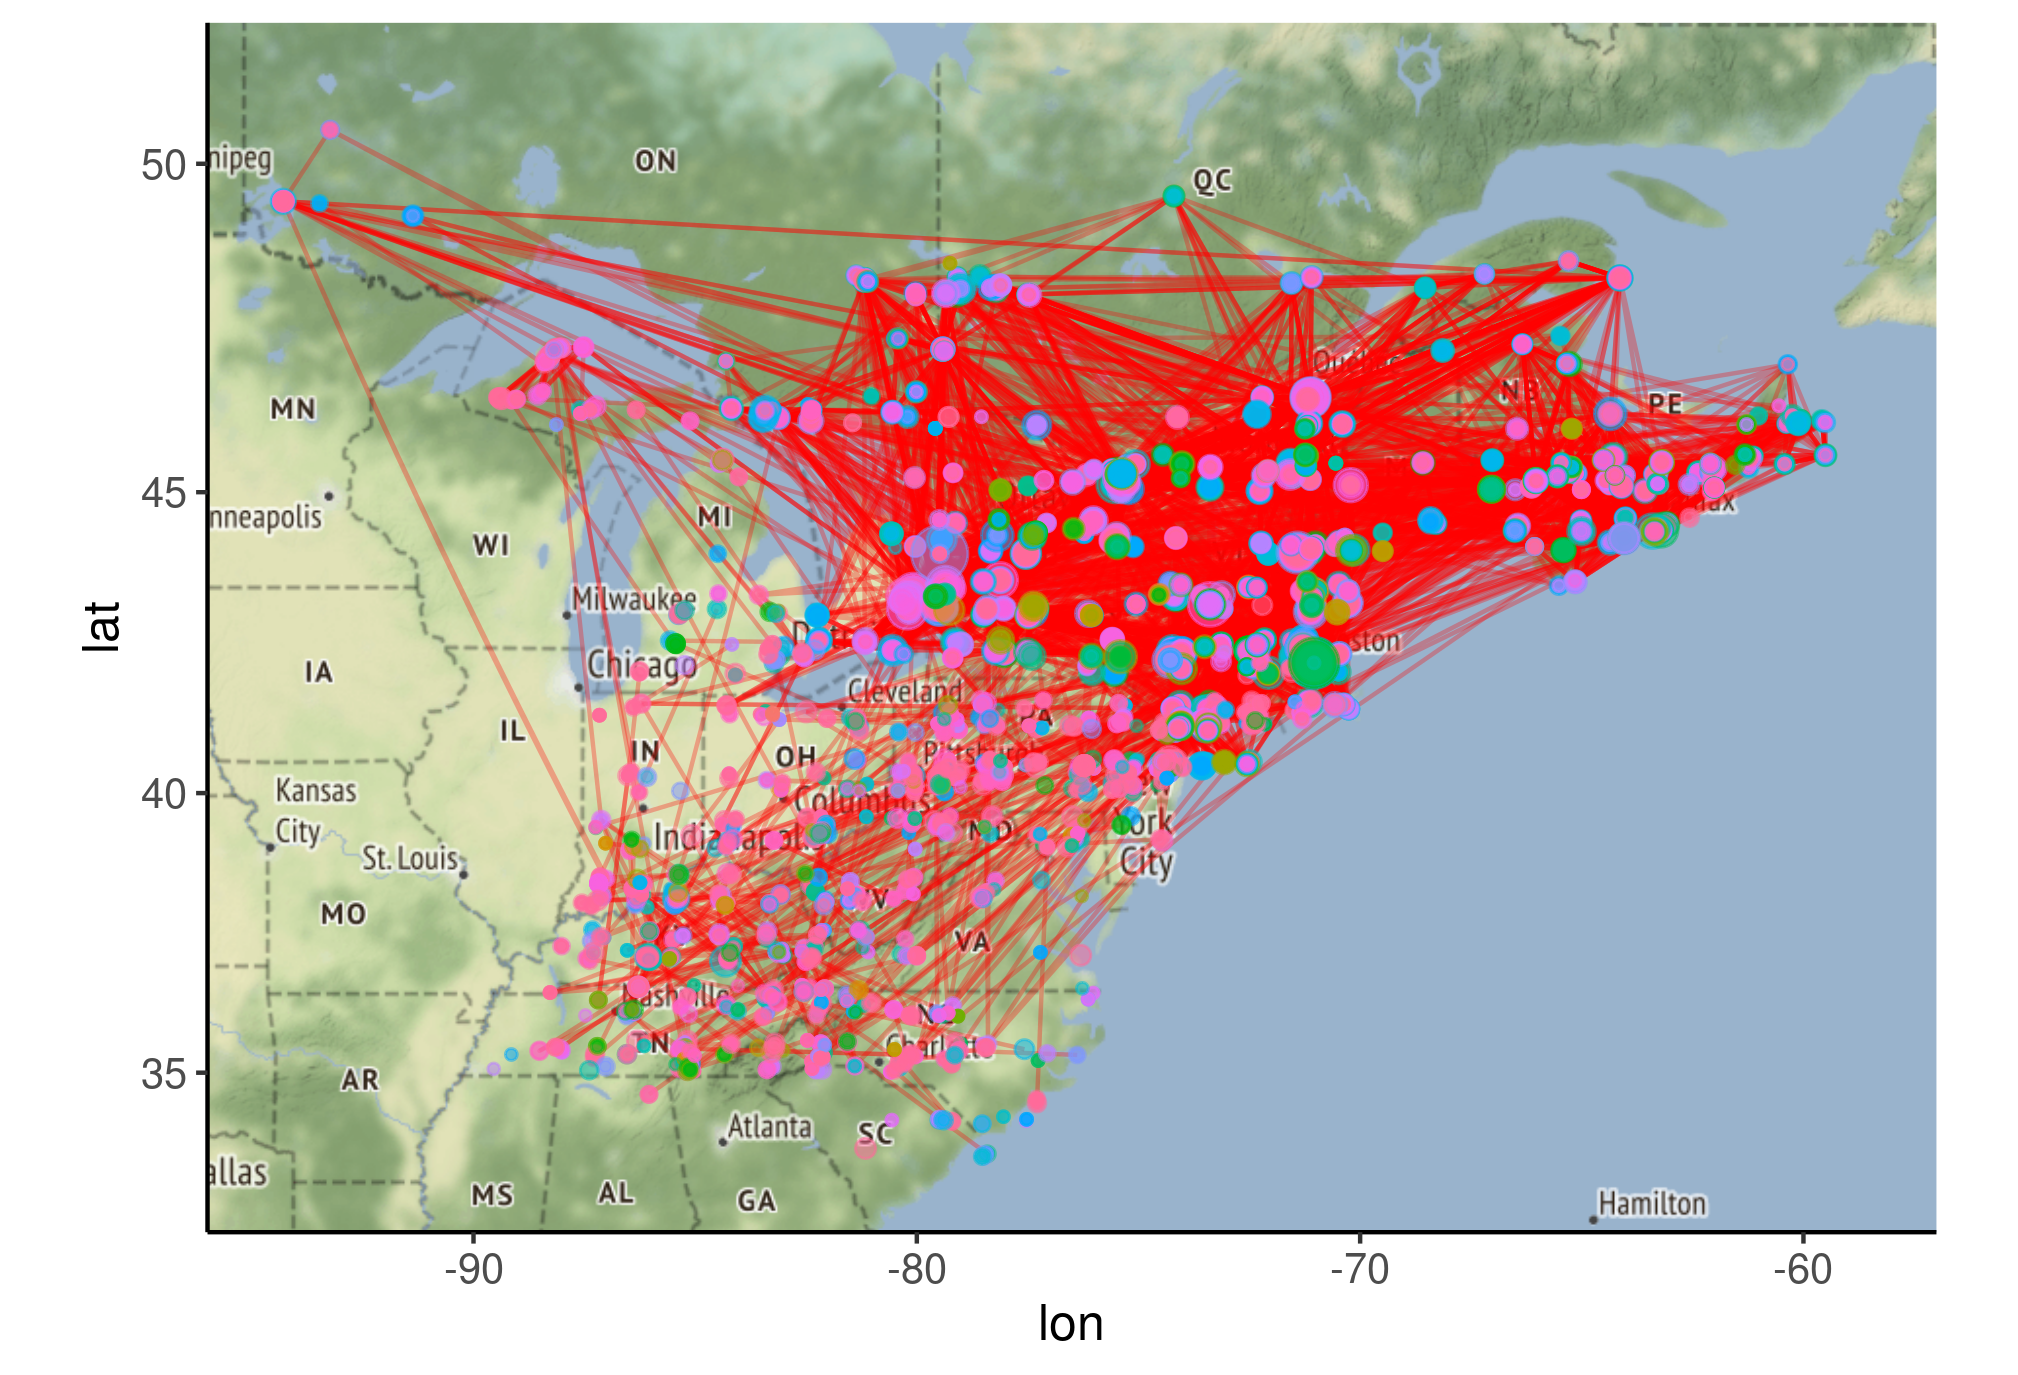 50
45
40
35
lat
-90
-80
-70
-60
lon
nipeg
ON
QC
MN
NB
PE
nneapolis
MI
WI
Milwaukee
Chicago
ston
IA
Cleveland
PA
IL
IN
OH
Pittsburgh
Kansas
City
Columbus
Indianapolis
MD
York
City
St. Louis
MO
VA
Nashville
TN
NC
Charlotte
AR
Atlanta
SC
allas
MS
AL
GA
Hamilton